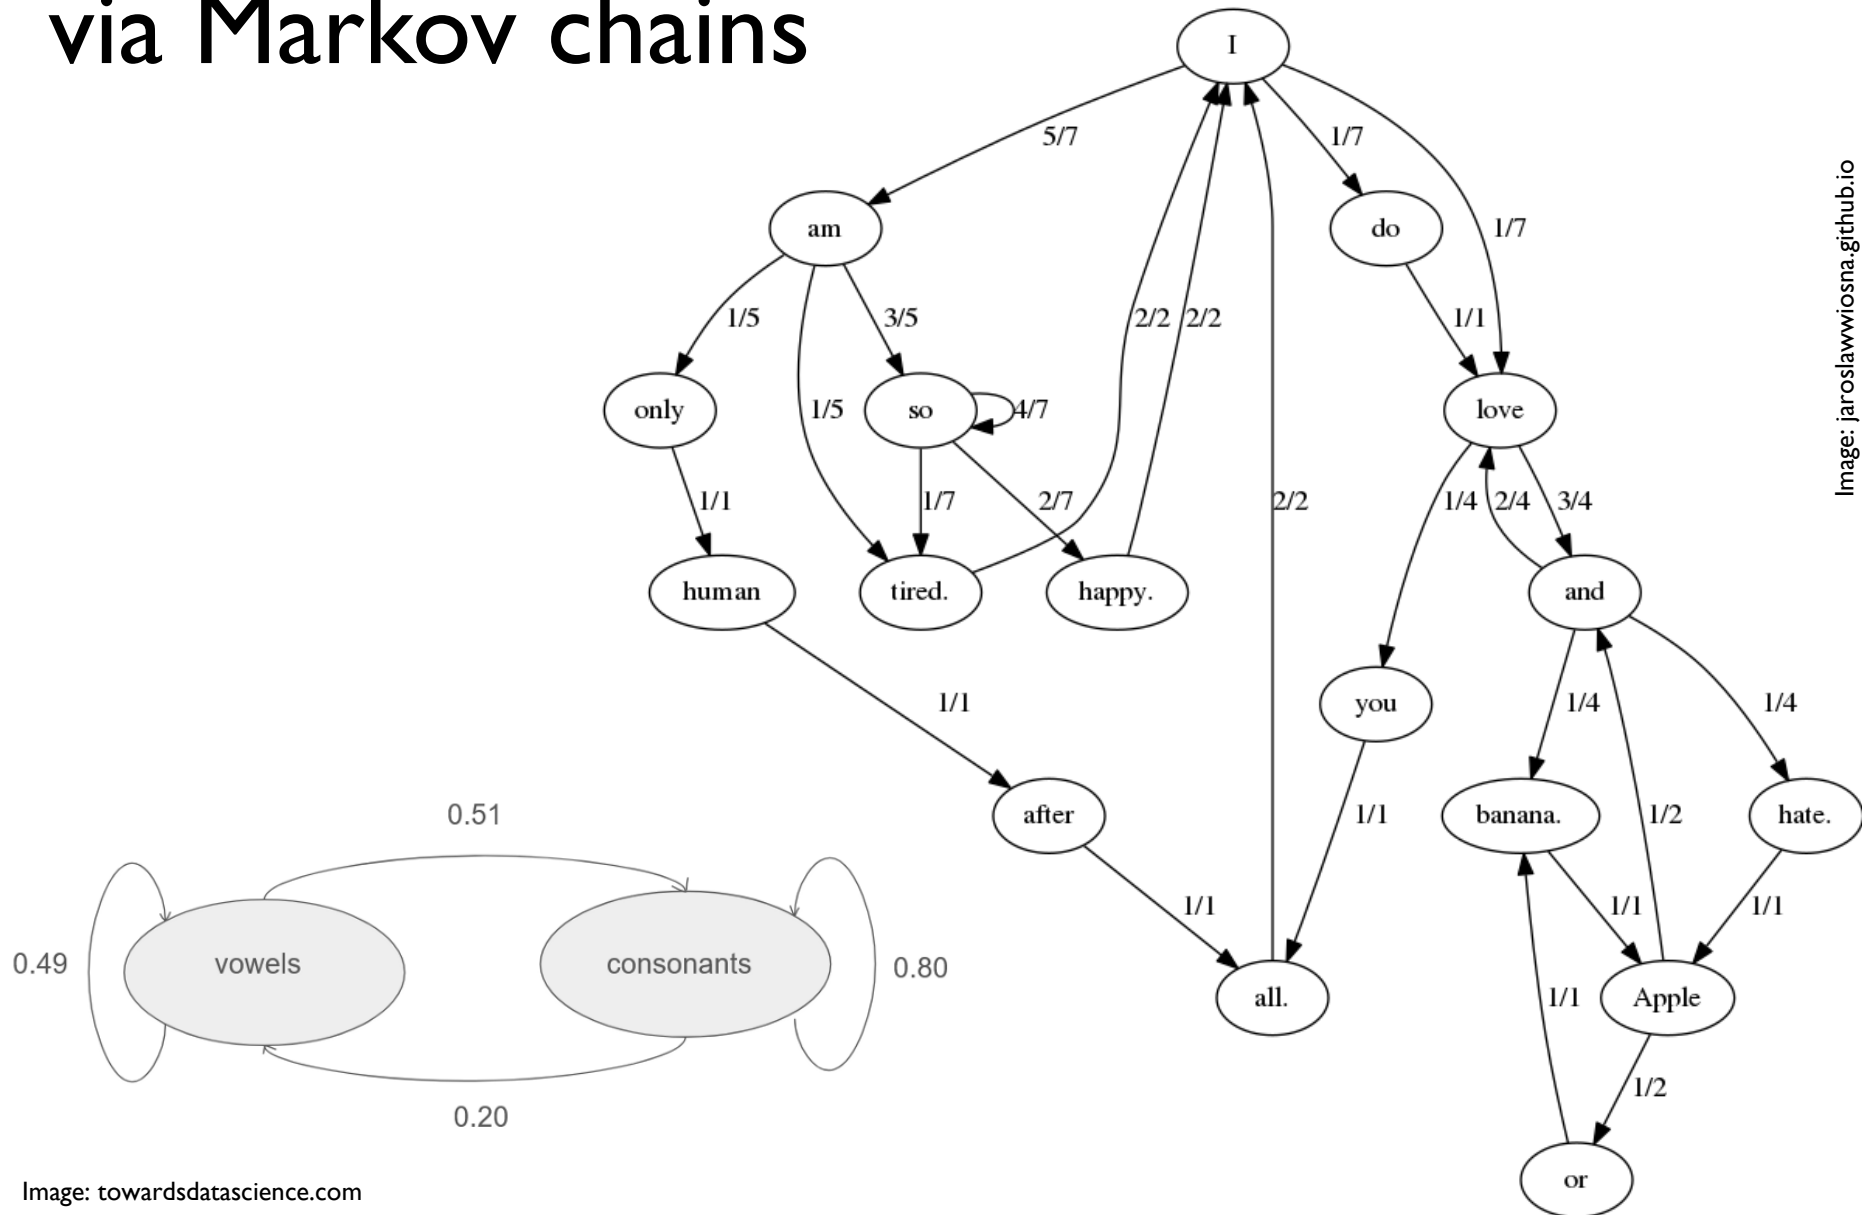 via Markov chains
I
5/7
1/7
am
do
1/7
1/5
3/5
2/2
2/2
1/1
only
1/5
so
4/7
love
1/1
1/7
2/7
2/2
1/4
2/4
3/4
human
tired.
happy.
and
1/1
you
1/4
1/4
after
1/1
banana.
1/2
hate.
1/1
1/1
1/1
all.
1/1
Apple
1/2
or
0.51
0.49
vowels
consonants
0.80
0.20
Image: towardsdatascience.com
Image: jaroslawwiosna.github.io